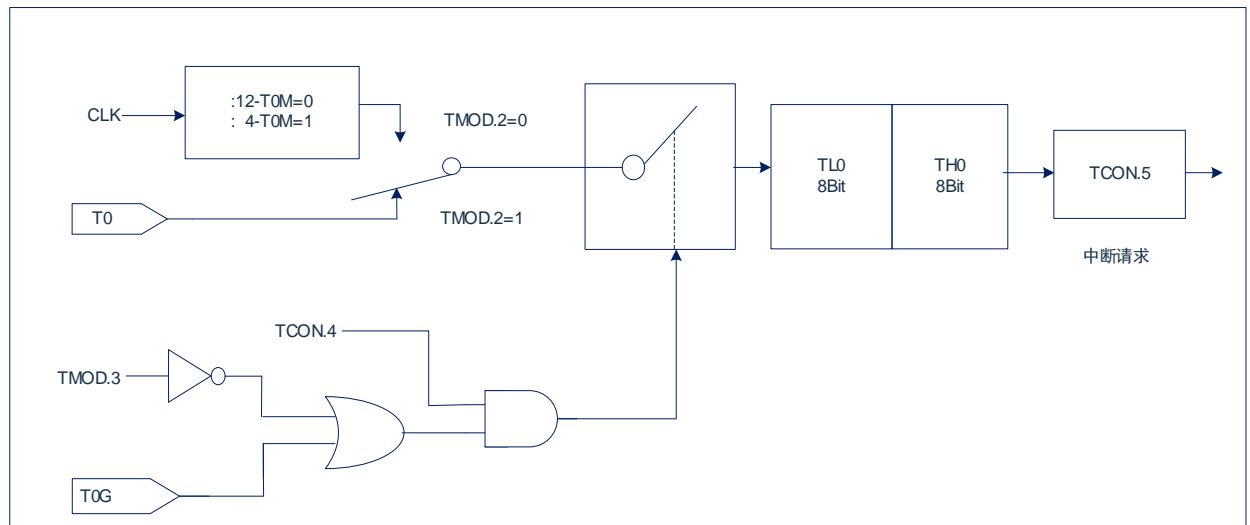 CLK
:12-T0M=0
: 4-T0M=1
TMOD.2=0
T0
TMOD.2=1
TL0
8Bit
TH0
8Bit
TCON.5
中断请求
TCON.4
TMOD.3
T0G